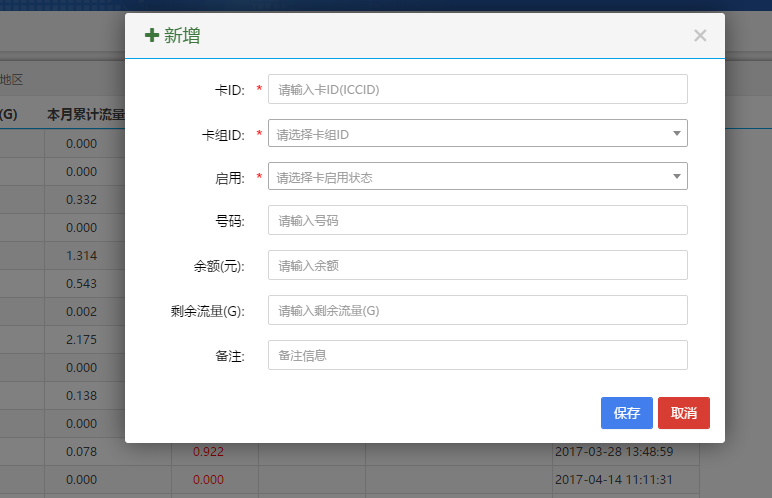 新增
×
地区
(G) 本月累计流量
卡ID: * 请输入卡ID(ICCID)
卡组ID: * 请选择卡组ID
启用: * 请选择卡启用状态
号码: 请输入号码
余额(元): 请输入余额
剩余流量(G): 请输入剩余流量(G)
备注: 备注信息
保存 取消
0.000
0.000
0.332
0.000
1.314
0.543
0.002
2.175
0.000
0.138
0.000
0.078 0.922 2017-03-28 13:48:59
0.000 0.000 2017-04-14 11:11:31